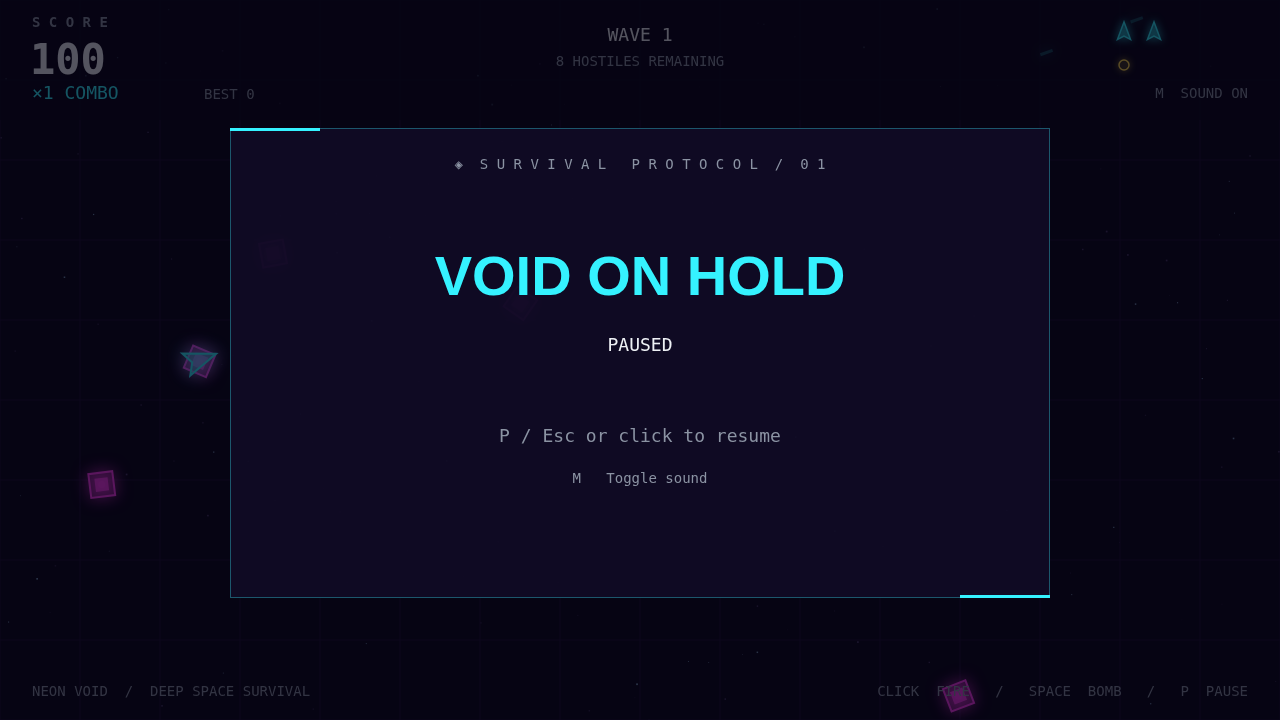 SCORE
100
×1 COMBO
BEST 0
WAVE 1
8 HOSTILES REMAINING
M SOUND ON
◈ SURVIVAL PROTOCOL / 01
VOID ON HOLD
PAUSED
P / Esc or click to resume
M Toggle sound
NEON VOID / DEEP SPACE SURVIVAL
CLICK FIRE / SPACE BOMB / P PAUSE